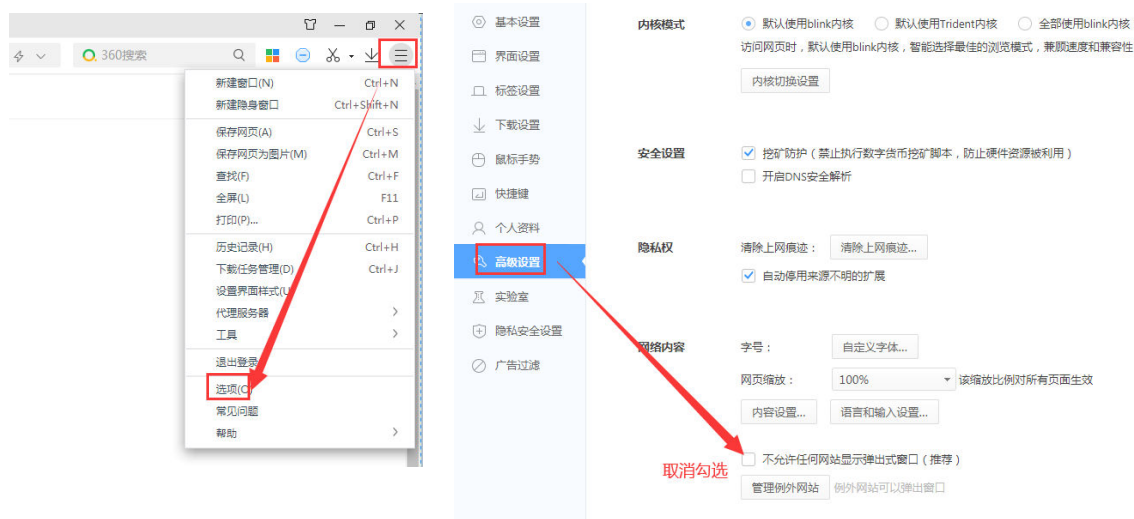 360搜索
新建窗口(N) Ctrl+N
新建隐身窗口 Ctrl+Shift+N
保存网页(A) Ctrl+S
保存网页为图片(M) Ctrl+M
查找(F) Ctrl+F
全屏(L) F11
打印(P)... Ctrl+P
历史记录(H) Ctrl+H
下载任务管理(D) Ctrl+J
设置界面样式(U)
代理服务器
工具
退出登录
选项(O)
常见问题
帮助
基本设置
界面设置
标签设置
下载设置
鼠标手势
快捷键
个人资料
高级设置
实验室
隐私安全设置
广告过滤
内核模式 默认使用blink内核 默认使用Trident内核 全部使用blink内核
访问网页时，默认使用blink内核，智能选择最佳的浏览模式，兼顾速度和兼容性
内核切换设置
安全设置 挖矿防护（禁止执行数字货币挖矿脚本，防止硬件资源被利用）
开启DNS安全解析
隐私权 清除上网痕迹： 清除上网痕迹...
自动停用来源不明的扩展
网络内容 字号： 自定义字体...
网页缩放： 100% 该缩放比例对所有页面生效
内容设置... 语言和输入设置...
不允许任何网站显示弹出式窗口（推荐）
取消勾选
管理例外网站 例外网站可以弹出窗口